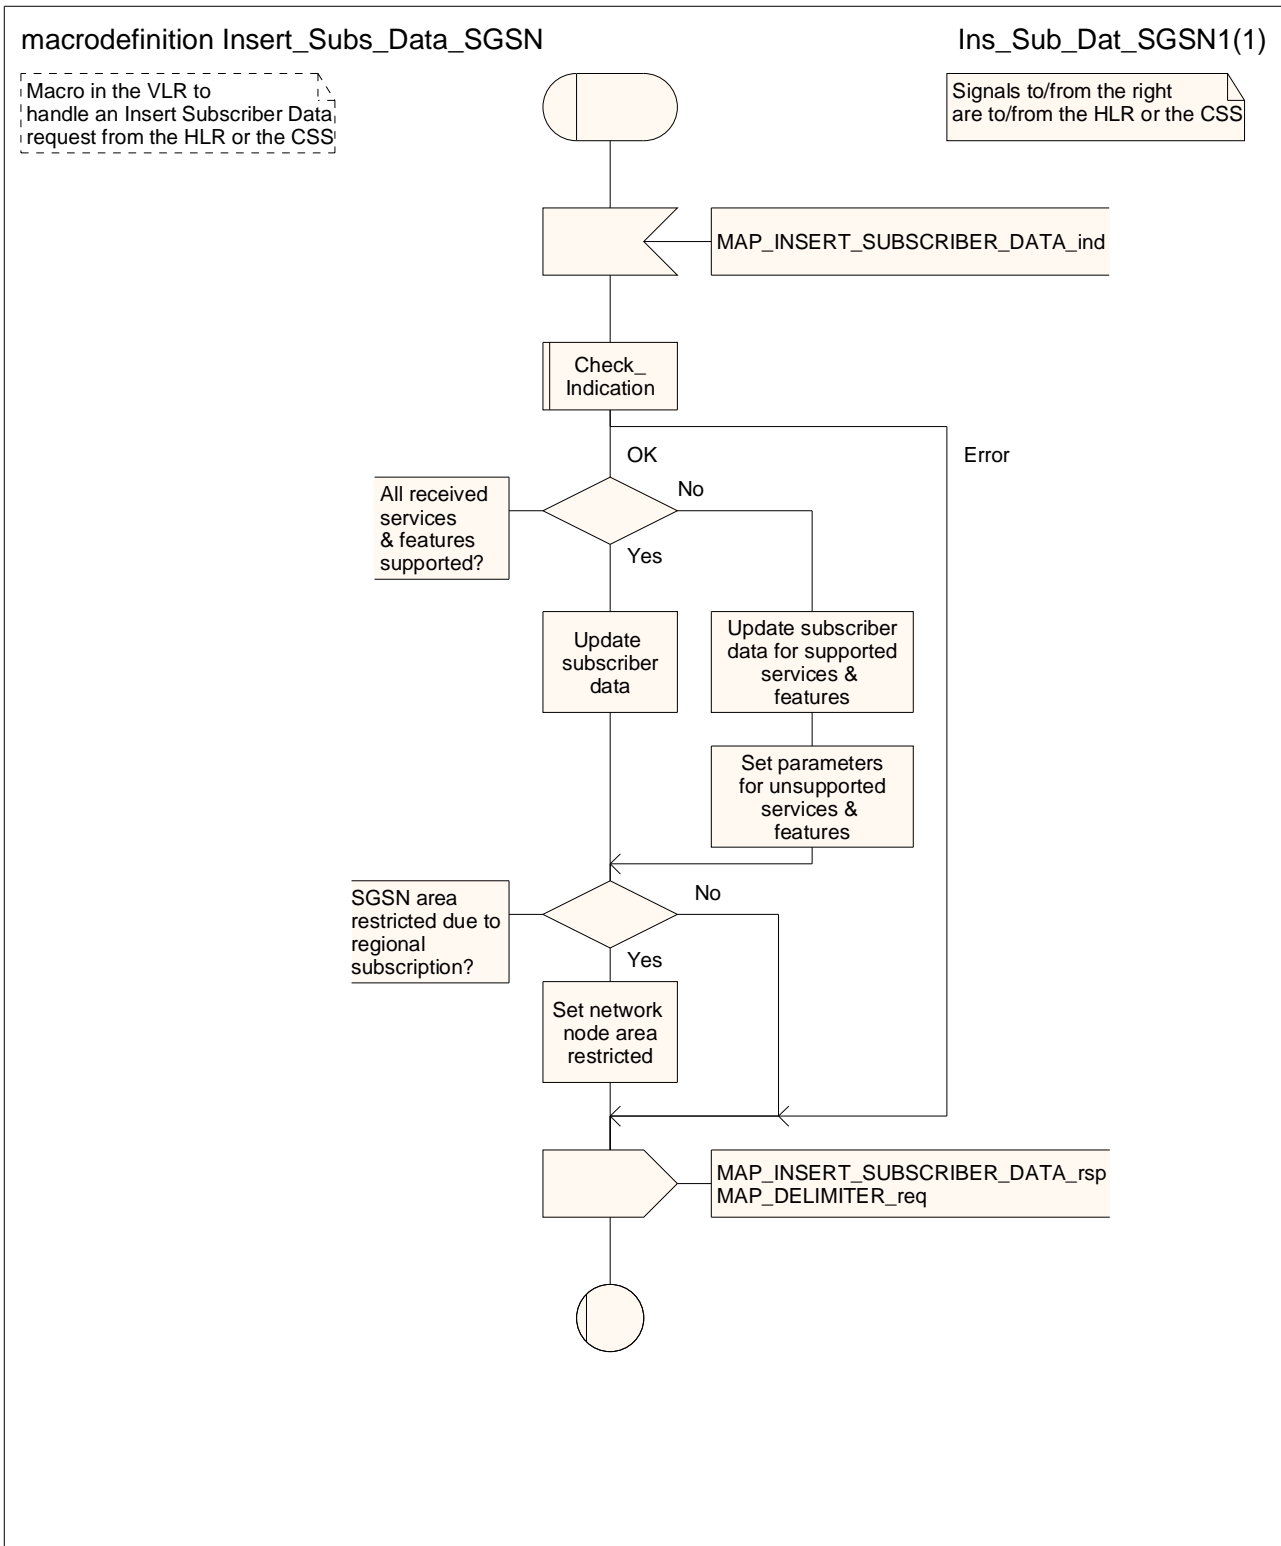 macrodefinition Insert_Subs_Data_SGSN
Ins_Sub_Dat_SGSN1(1)
Macro in the VLR to
handle an Insert Subscriber Data
request from the HLR or the CSS
Signals to/from the right
are to/from the HLR or the CSS
MAP_INSERT_SUBSCRIBER_DATA_ind
Check_
Indication
OK
Error
All received
services
& features
supported?
No
Yes
Update
subscriber
data
Update subscriber
data for supported
services &
features
Set parameters
for unsupported
services &
features
SGSN area
restricted due to
regional
subscription?
No
Yes
Set network
node area
restricted
MAP_INSERT_SUBSCRIBER_DATA_rsp
MAP_DELIMITER_req